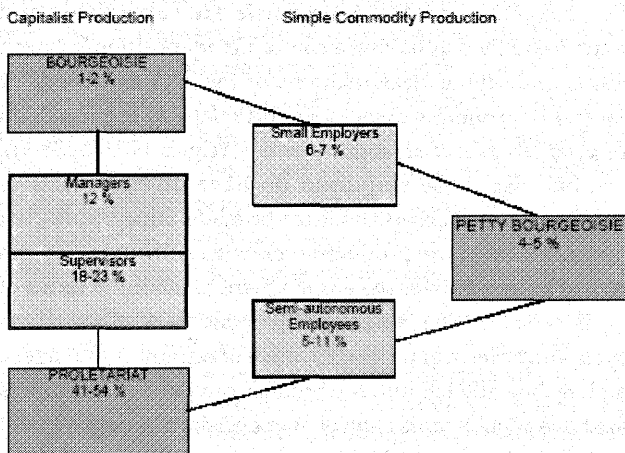 Capitalist Production
Simple Commodity Production
BOURGEOISIE
1-2 %
Small Employers
6-7 %
Managers
12 %
PETTY BOURGEOISIE
4-5 %
Supervisors
18-23 %
Semi-autonomous
Employees
5-11 %
PROLETARIAT
41-54 %